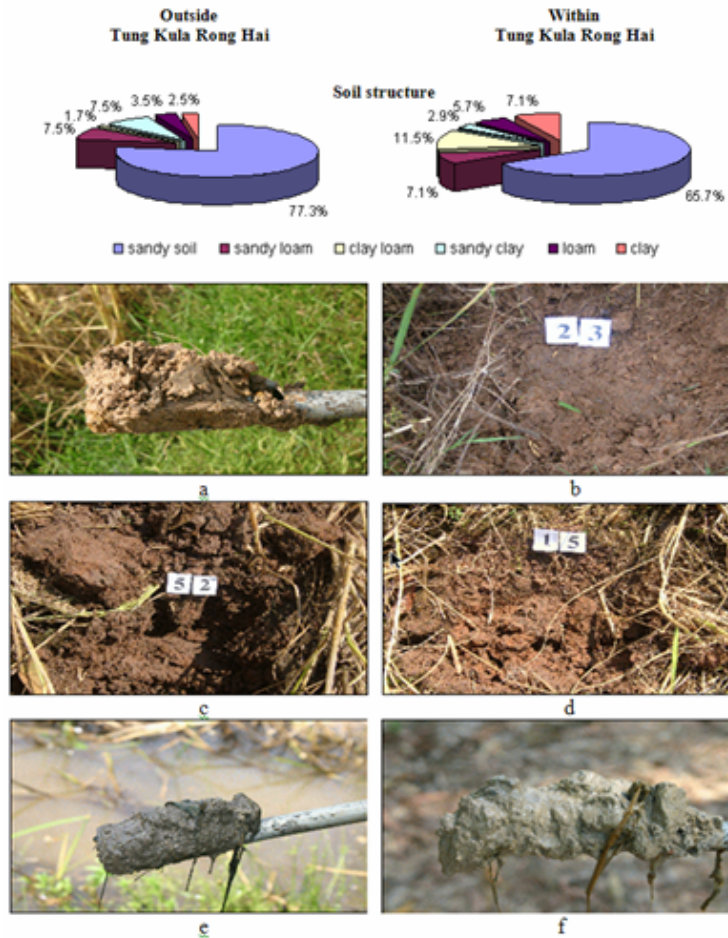 Outside
Tung Kula Rong Hai
Within
Tung Kula Rong Hai
Soil structure
7.5%
1.7%
7.5%
3.5%
2.5%
77.3%
7.1%
11.5%
2.9%
5.7%
7.1%
65.7%
sandy soil sandy loam clay loam sandy clay loam clay
2 3
a
b
5 2
1 5
c
d
e
f